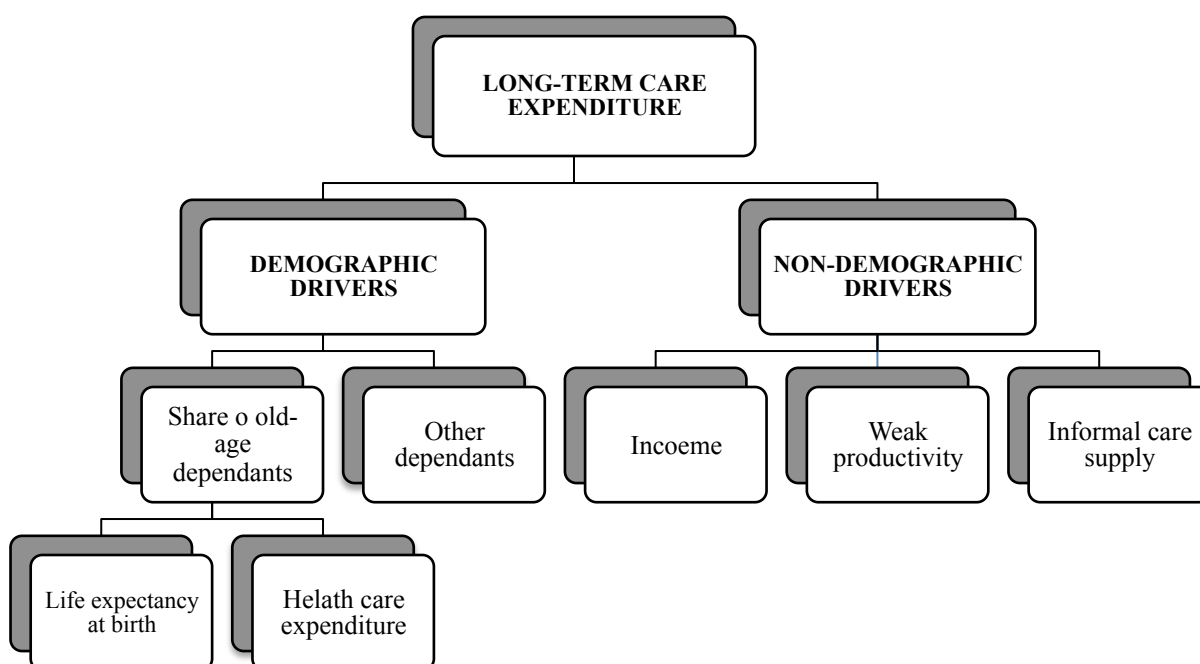 LONG-TERM CARE
EXPENDITURE
DEMOGRAPHIC
DRIVERS
NON-DEMOGRAPHIC
DRIVERS
Share o old-
age
dependants
Other
dependants
Incoeme
Weak
productivity
Informal care
supply
Life expectancy
at birth
Helath care
expenditure